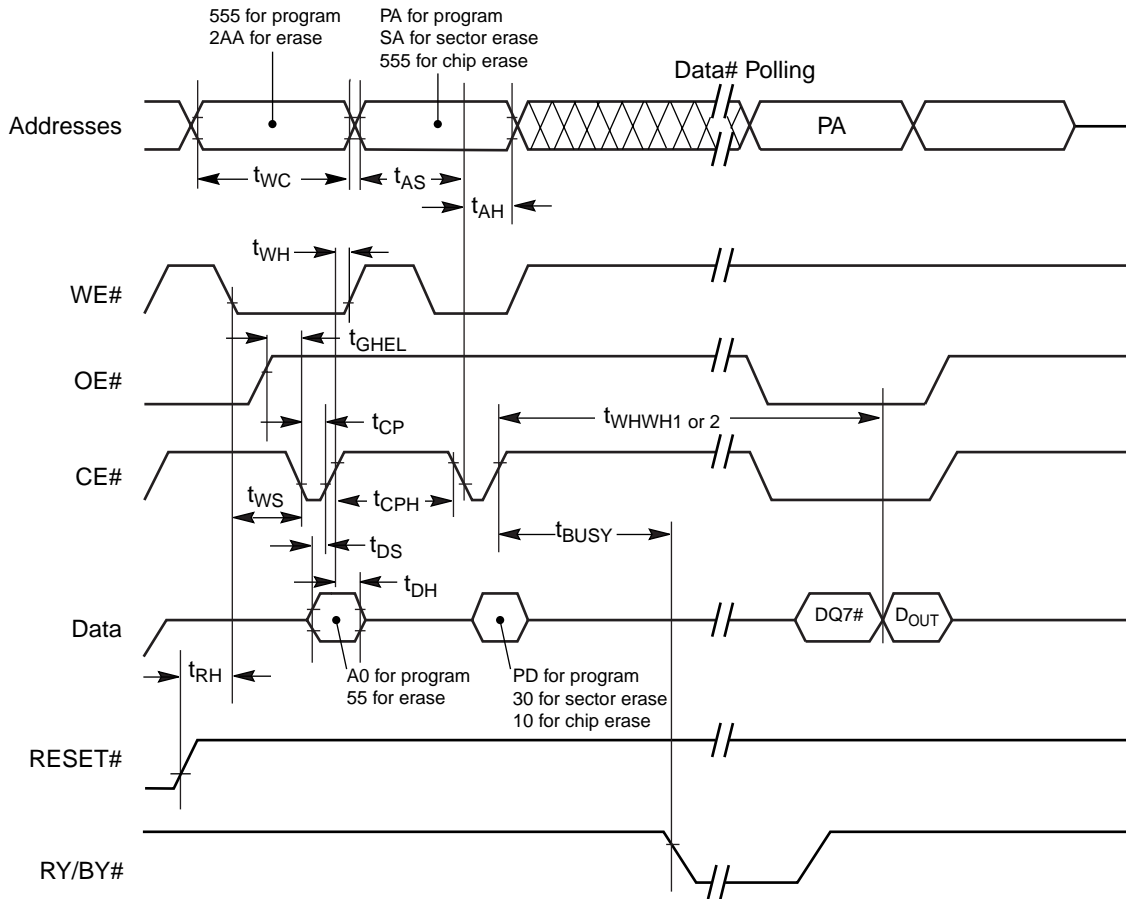 555 for program
2AA for erase
PA for program
SA for sector erase
555 for chip erase
Data# Polling
Addresses
PA
tWC
tAS
tAH
tWH
WE#
tGHEL
OE#
tWHWH1 or 2
tCP
CE#
tWS
tCPH
tBUSY
tDS
tDH
Data
DQ7#
DOUT
tRH
A0 for program
55 for erase
PD for program
30 for sector erase
10 for chip erase
RESET#
RY/BY#